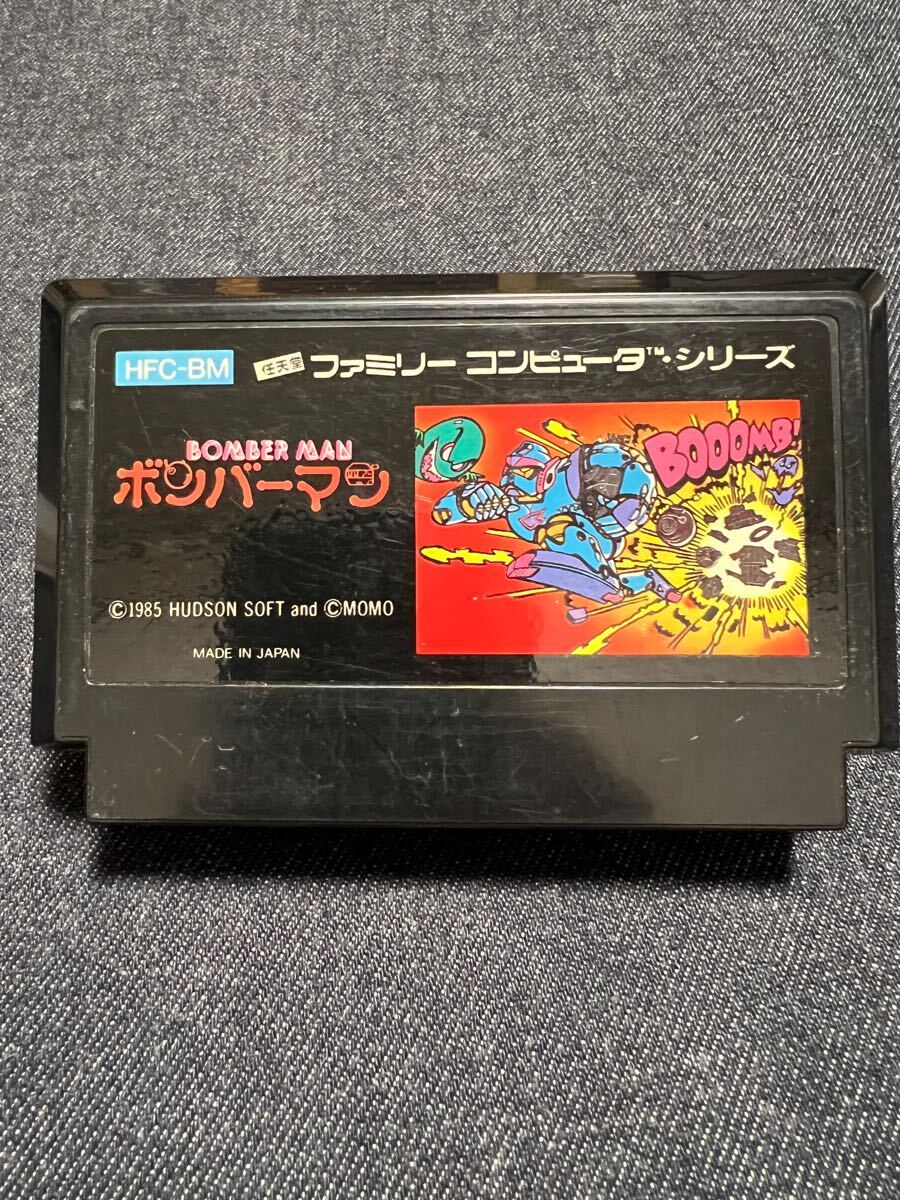 HFC-BM
任天堂 ファミリー コンピュータ™・シリーズ
BOMBER MAN
ボンバーマン
BOOOMB!
©1985 HUDSON SOFT and ©MOMO
MADE IN JAPAN